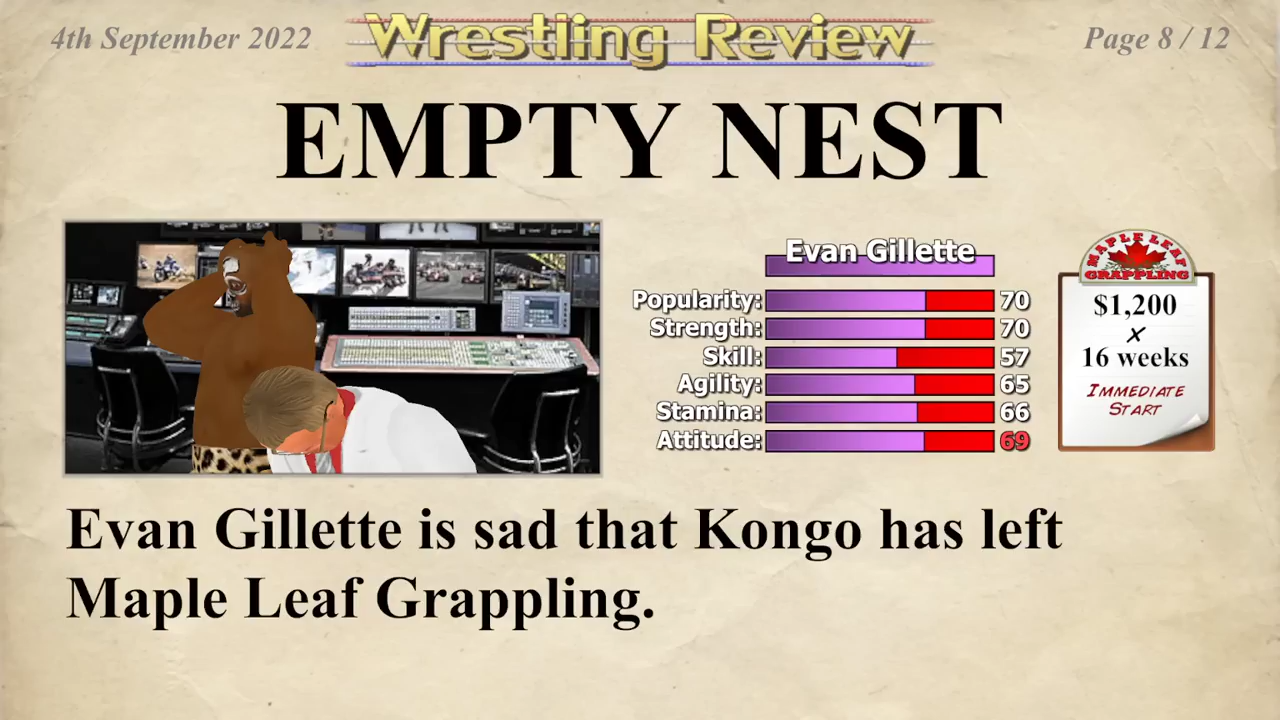 4th September 2022
Wrestling Review
Page 8 / 12
EMPTY NEST
Evan Gillette
Popularity: 70
Strength: 70
Skill: 57
Agility: 65
Stamina: 66
Attitude: 69
MAPLE LEAF
GRAPPLING
$1,200
x
16 weeks
IMMEDIATE
START
Evan Gillette is sad that Kongo has left
Maple Leaf Grappling.